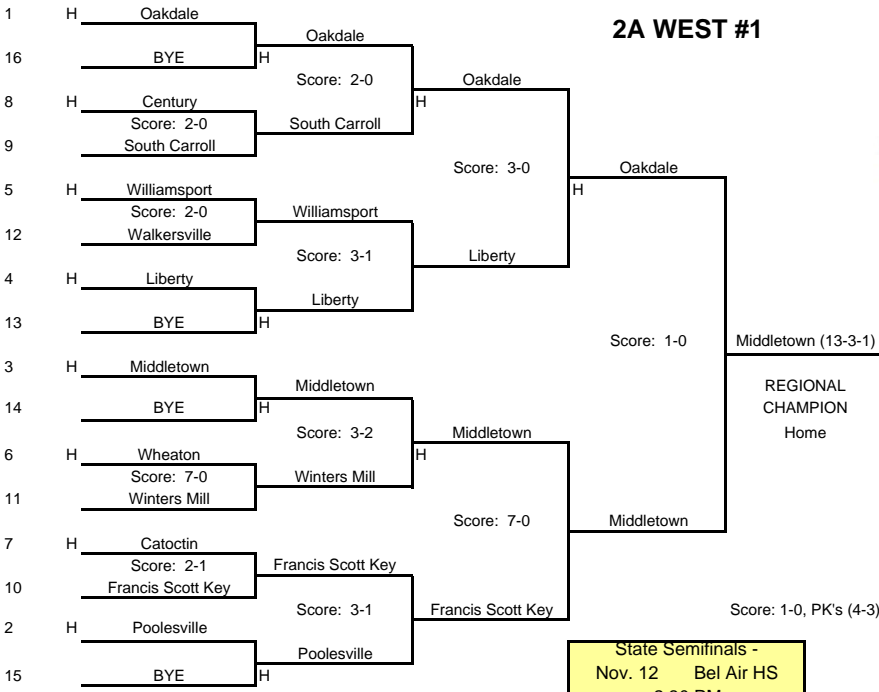 2A WEST #1
1 H Oakdale
Oakdale
16 BYE H
Score: 2-0 Oakdale
8 H Century H
Score: 2-0 South Carroll
9 South Carroll
Score: 3-0 Oakdale
5 H Williamsport H
Score: 2-0 Williamsport
12 Walkersville
Score: 3-1 Liberty
4 H Liberty
Liberty
13 BYE H
Score: 1-0 Middletown (13-3-1)
3 H Middletown
Middletown REGIONAL
14 BYE H CHAMPION
Score: 3-2 Middletown Home
6 H Wheaton H
Score: 7-0 Winters Mill
11 Winters Mill
Score: 7-0 Middletown
7 H Catoctin
Score: 2-1 Francis Scott Key
10 Francis Scott Key
Score: 3-1 Francis Scott Key Score: 1-0, PK's (4-3)
2 H Poolesville
Poolesville State Semifinals -
15 BYE H Nov. 12 Bel Air HS